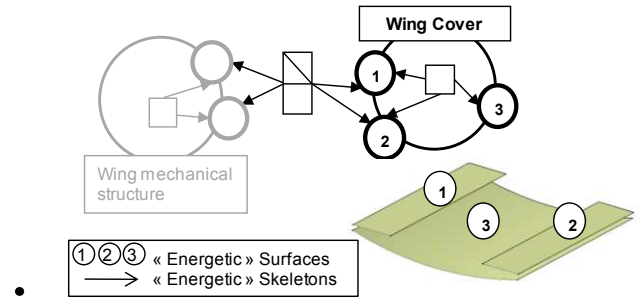 Wing Cover
1
2
3
Wing mechanical
structure
1
3
2
①②③ « Energetic » Surfaces
« Energetic » Skeletons